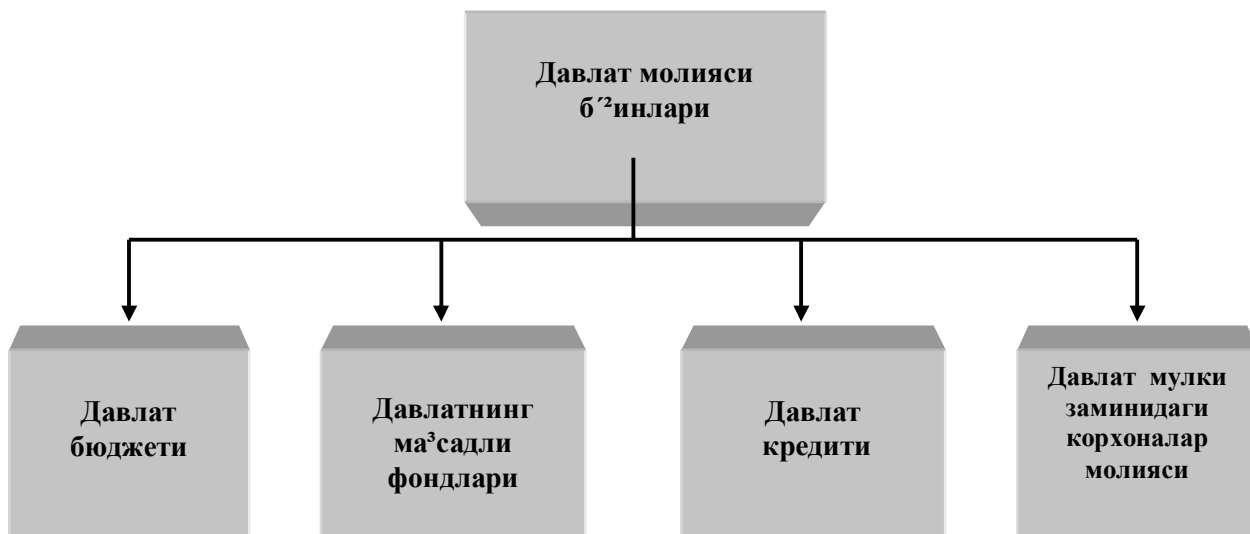 Давлат молияси
б´²инлари
Давлат
бюджети
Давлатнинг
ма³садли
фондлари
Давлат
кредити
Давлат мулки
заминидаги
корхоналар
молияси